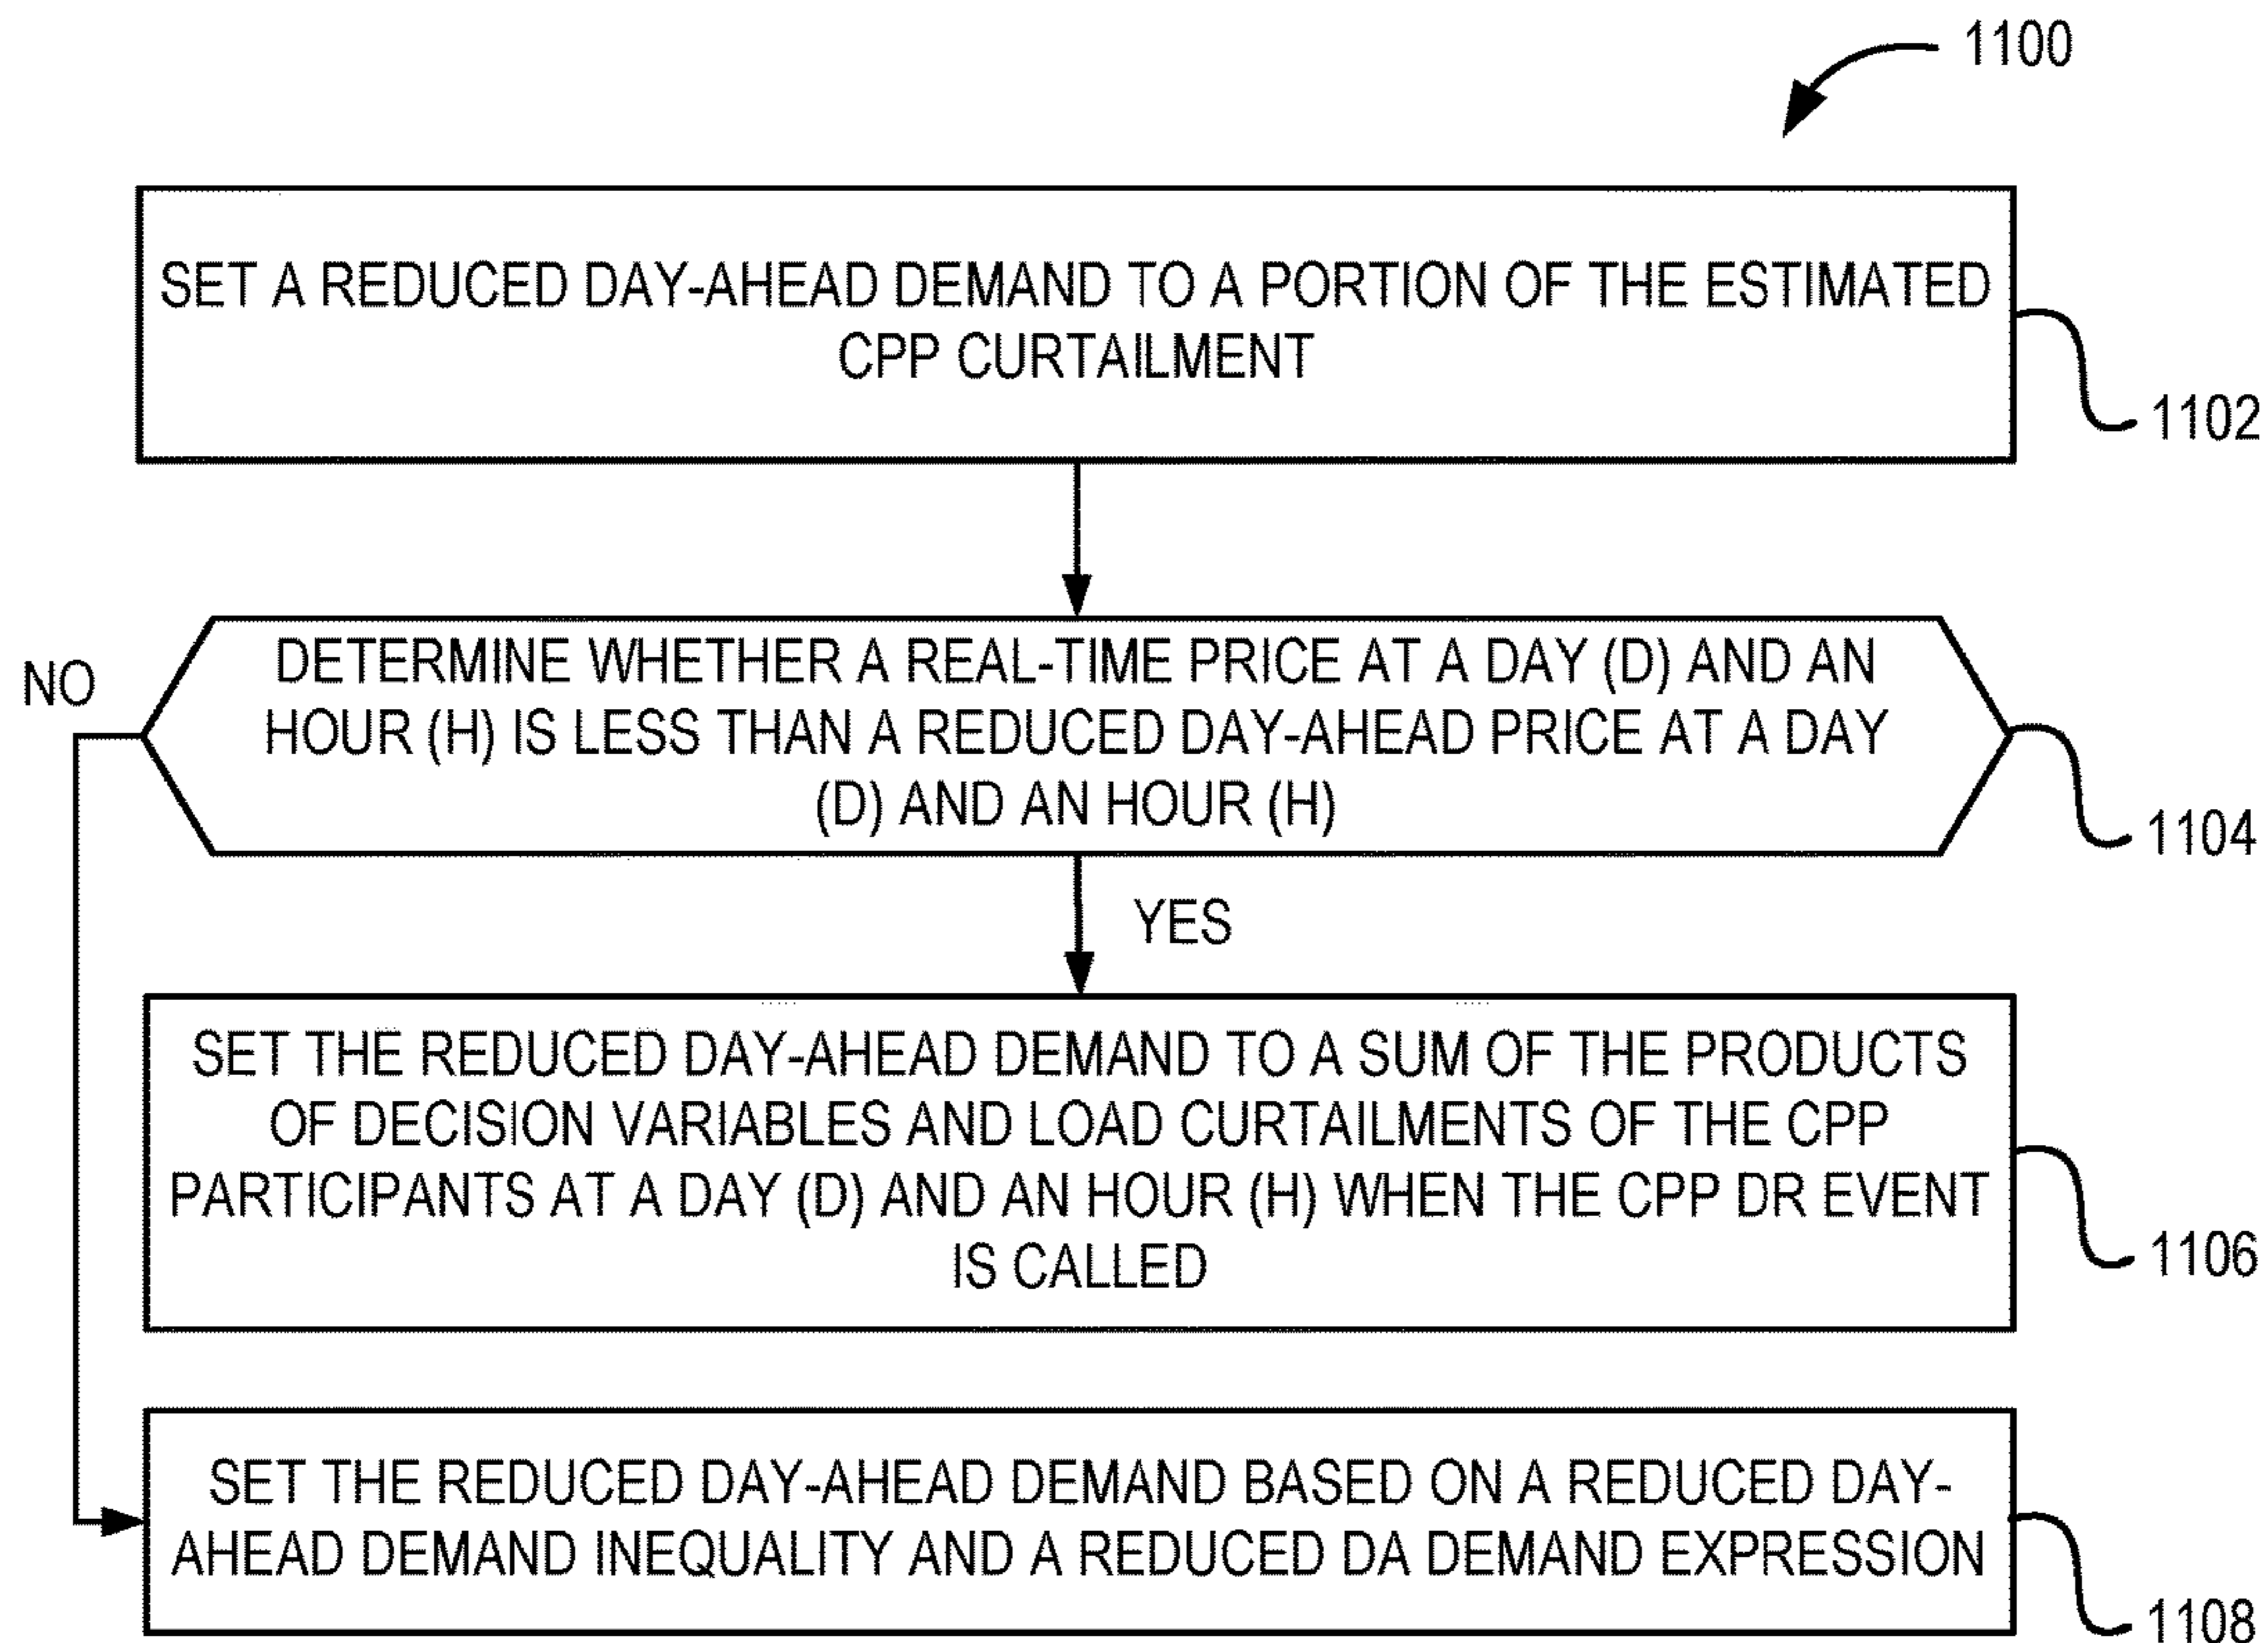 1100
SET A REDUCED DAY-AHEAD DEMAND TO A PORTION OF THE ESTIMATED
CPP CURTAILMENT
1102
NO
DETERMINE WHETHER A REAL-TIME PRICE AT A DAY (D) AND AN
HOUR (H) IS LESS THAN A REDUCED DAY-AHEAD PRICE AT A DAY
(D) AND AN HOUR (H)
1104
YES
SET THE REDUCED DAY-AHEAD DEMAND TO A SUM OF THE PRODUCTS
OF DECISION VARIABLES AND LOAD CURTAILMENTS OF THE CPP
PARTICIPANTS AT A DAY (D) AND AN HOUR (H) WHEN THE CPP DR EVENT
IS CALLED
1106
SET THE REDUCED DAY-AHEAD DEMAND BASED ON A REDUCED DAY-
AHEAD DEMAND INEQUALITY AND A REDUCED DA DEMAND EXPRESSION
1108